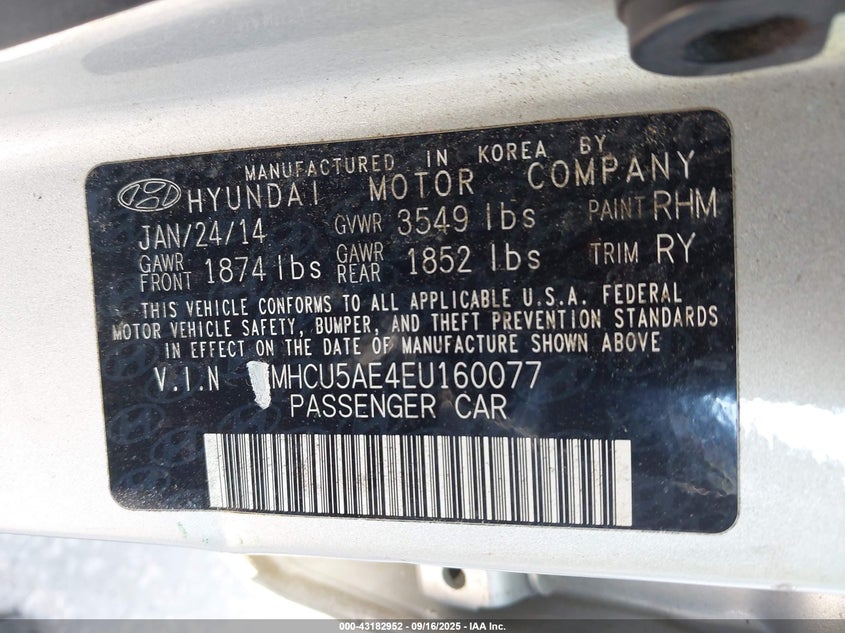 MANUFACTURED IN KOREA BY
HYUNDAI MOTOR COMPANY
JAN/24/14 GVWR 3549 lbs PAINT RHM
GAWR FRONT 1874 lbs GAWR REAR 1852 lbs TRIM RY
THIS VEHICLE CONFORMS TO ALL APPLICABLE U.S.A. FEDERAL
MOTOR VEHICLE SAFETY, BUMPER, AND THEFT PREVENTION STANDARDS
IN EFFECT ON THE DATE OF MANUFACTURE SHOWN ABOVE
V.I.N MHCU5AE4EU160077
PASSENGER CAR
000-43182952 - 09/16/2025 - IAA Inc.